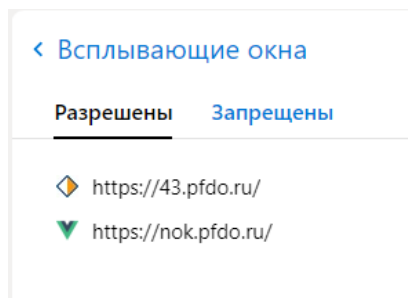 Всплывающие окна
Разрешены Запрещены
https://43.pfdo.ru/
https://nok.pfdo.ru/